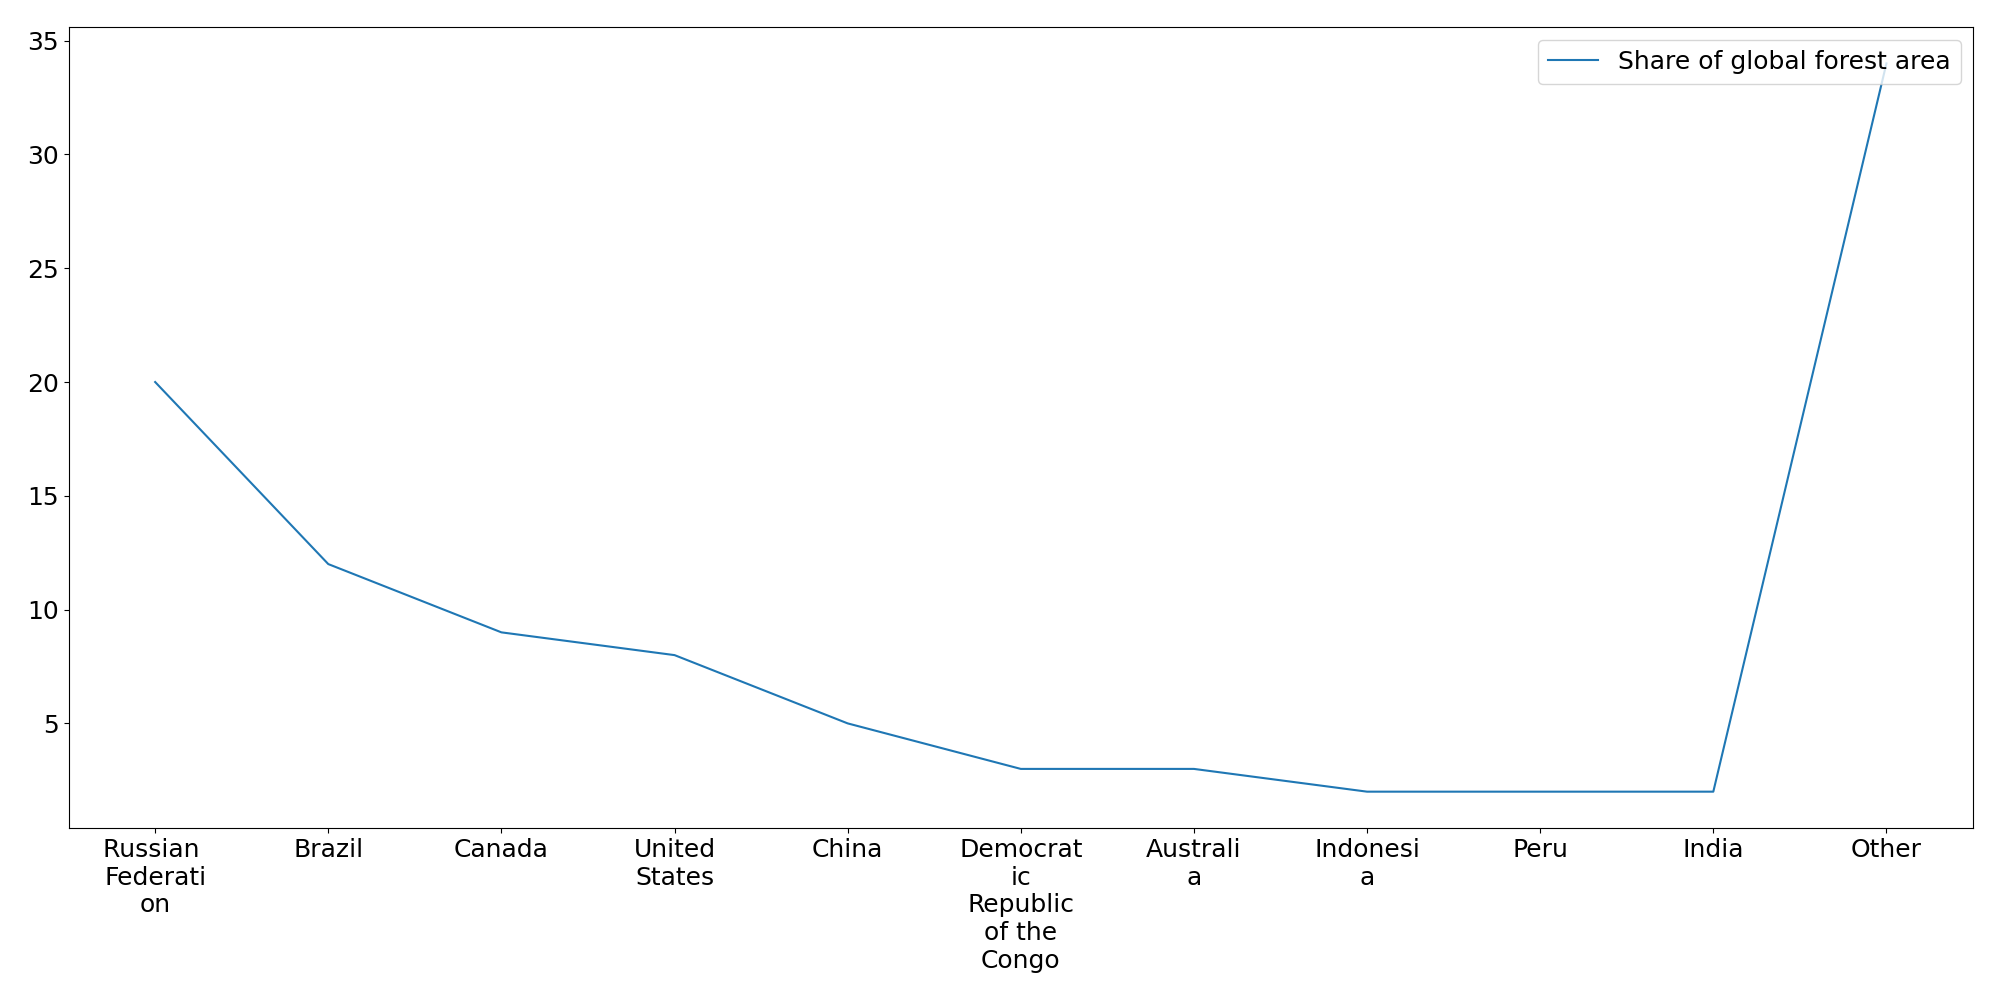 35
30
25
20
15
10
5
Share of global forest area
Russian
Federati
on
Brazil
Canada
United
States
China
Democrat
ic
Republic
of the
Congo
Australi
a
Indonesi
a
Peru
India
Other